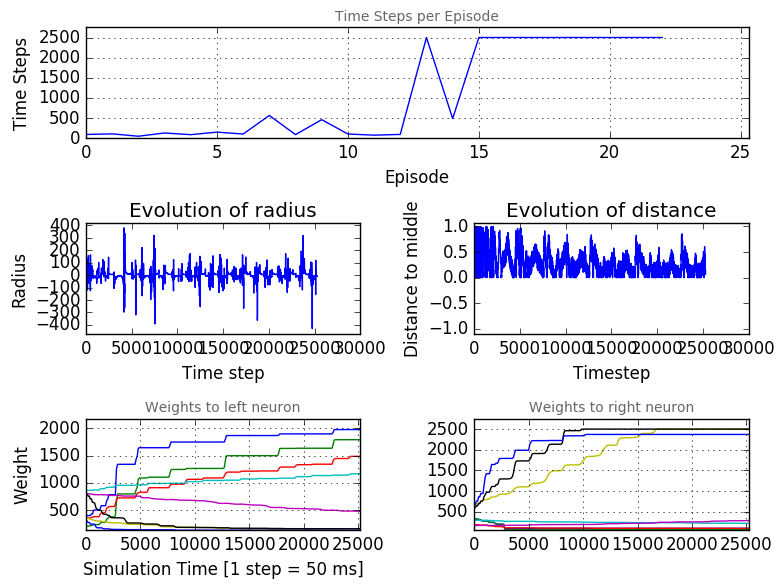 Time Steps per Episode
2500
2000
1500
1000
500
0
Time Steps
0 5 10 15 20 25
Episode
Evolution of radius
400
300
200
100
0
−100
−200
−300
−400
Radius
0 5000 10000 15000 20000 25000 30000
Time step
Evolution of distance
1.0
0.5
0.0
−0.5
−1.0
Distance to middle
0 5000 10000 15000 20000 25000 30000
Timestep
Weights to left neuron
2000
1500
1000
500
Weight
0 5000 10000 15000 20000 25000
Simulation Time [1 step = 50 ms]
Weights to right neuron
2500
2000
1500
1000
500
0 5000 10000 15000 20000 25000